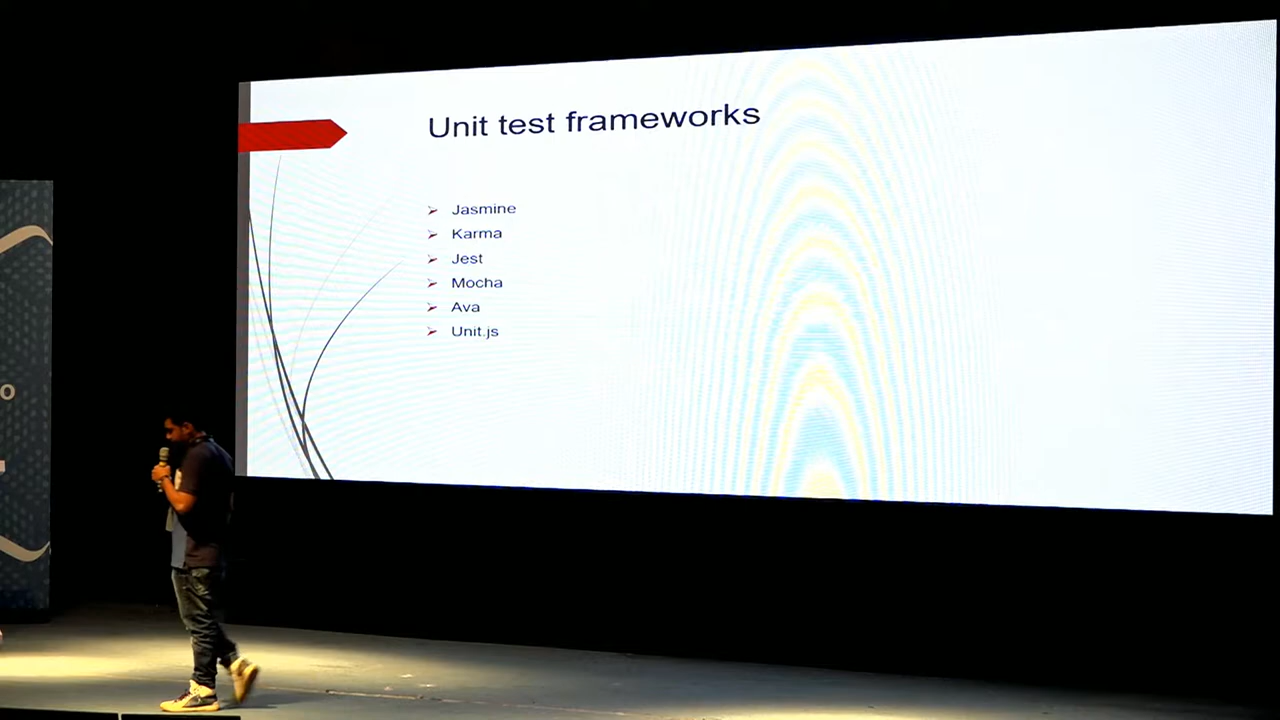 Unit test frameworks
Jasmine
Karma
Jest
Mocha
Ava
Unit.js